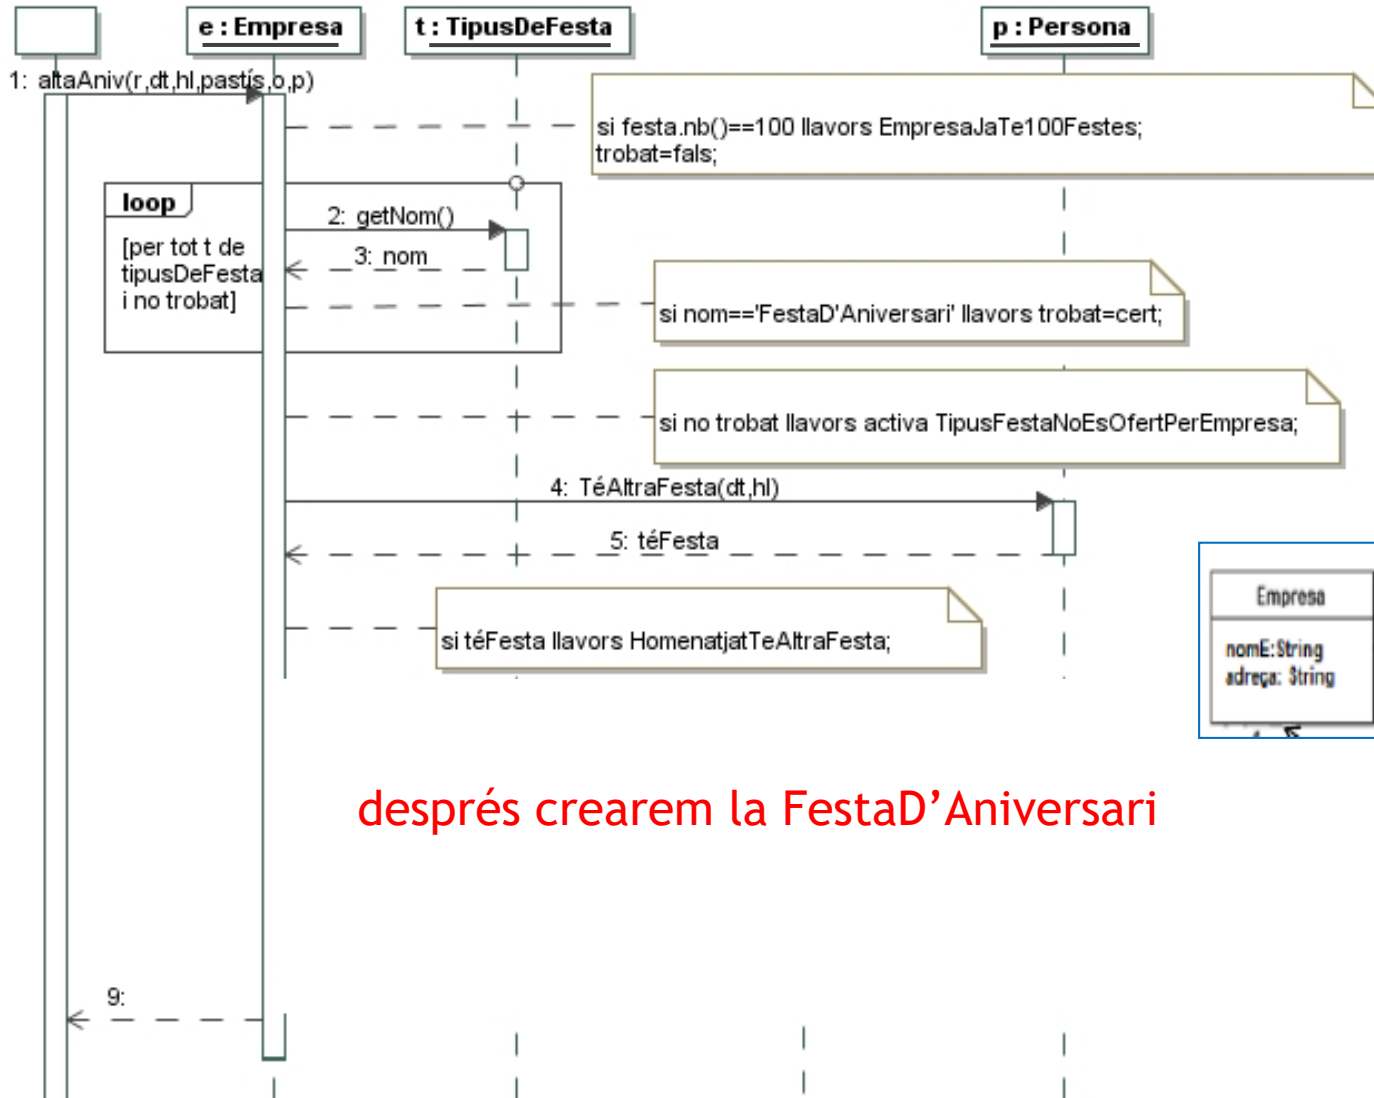 e : Empresa
t : TipusDeFesta
p : Persona
1: altaAniv(r,dt,hl,pastís,o,p)
si festa.nb()==100 llavors EmpresaJaTe100Festes;
trobat=fals;
loop
[per tot t de
tipusDeFesta
i no trobat]
2: getNom()
3: nom
si nom=='FestaD'Aniversari' llavors trobat=cert;
si no trobat llavors activa TipusFestaNoEsOfertPerEmpresa;
4: TéAltraFesta(dt,hl)
5: téFesta
si téFesta llavors HomenatjatTeAltraFesta;
Empresa
nomE:String
adreça: String
després crearem la FestaD’Aniversari
9: